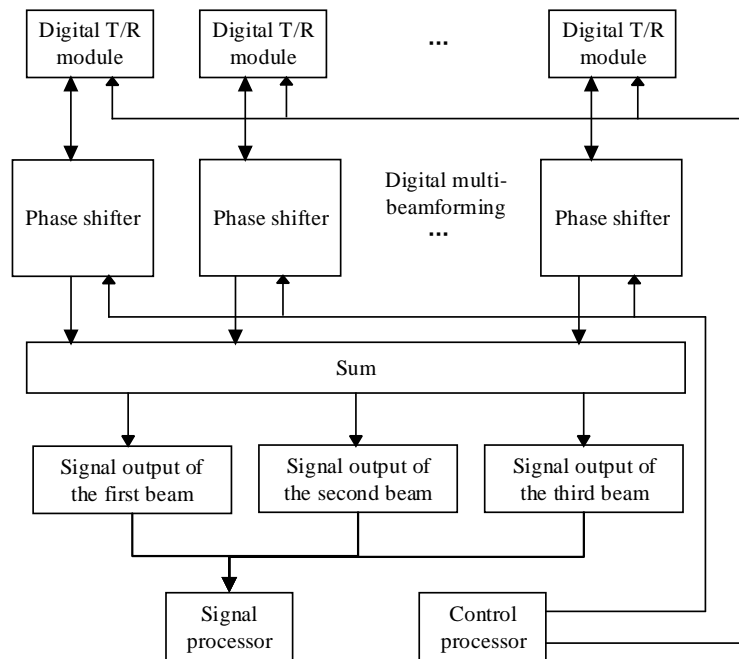 Digital T/R
module
Digital T/R
module
...
Digital T/R
module
Phase shifter
Phase shifter
Digital multi-
beamforming
...
Phase shifter
Sum
Signal output of
the first beam
Signal output of
the second beam
Signal output of
the third beam
Signal
processor
Control
processor